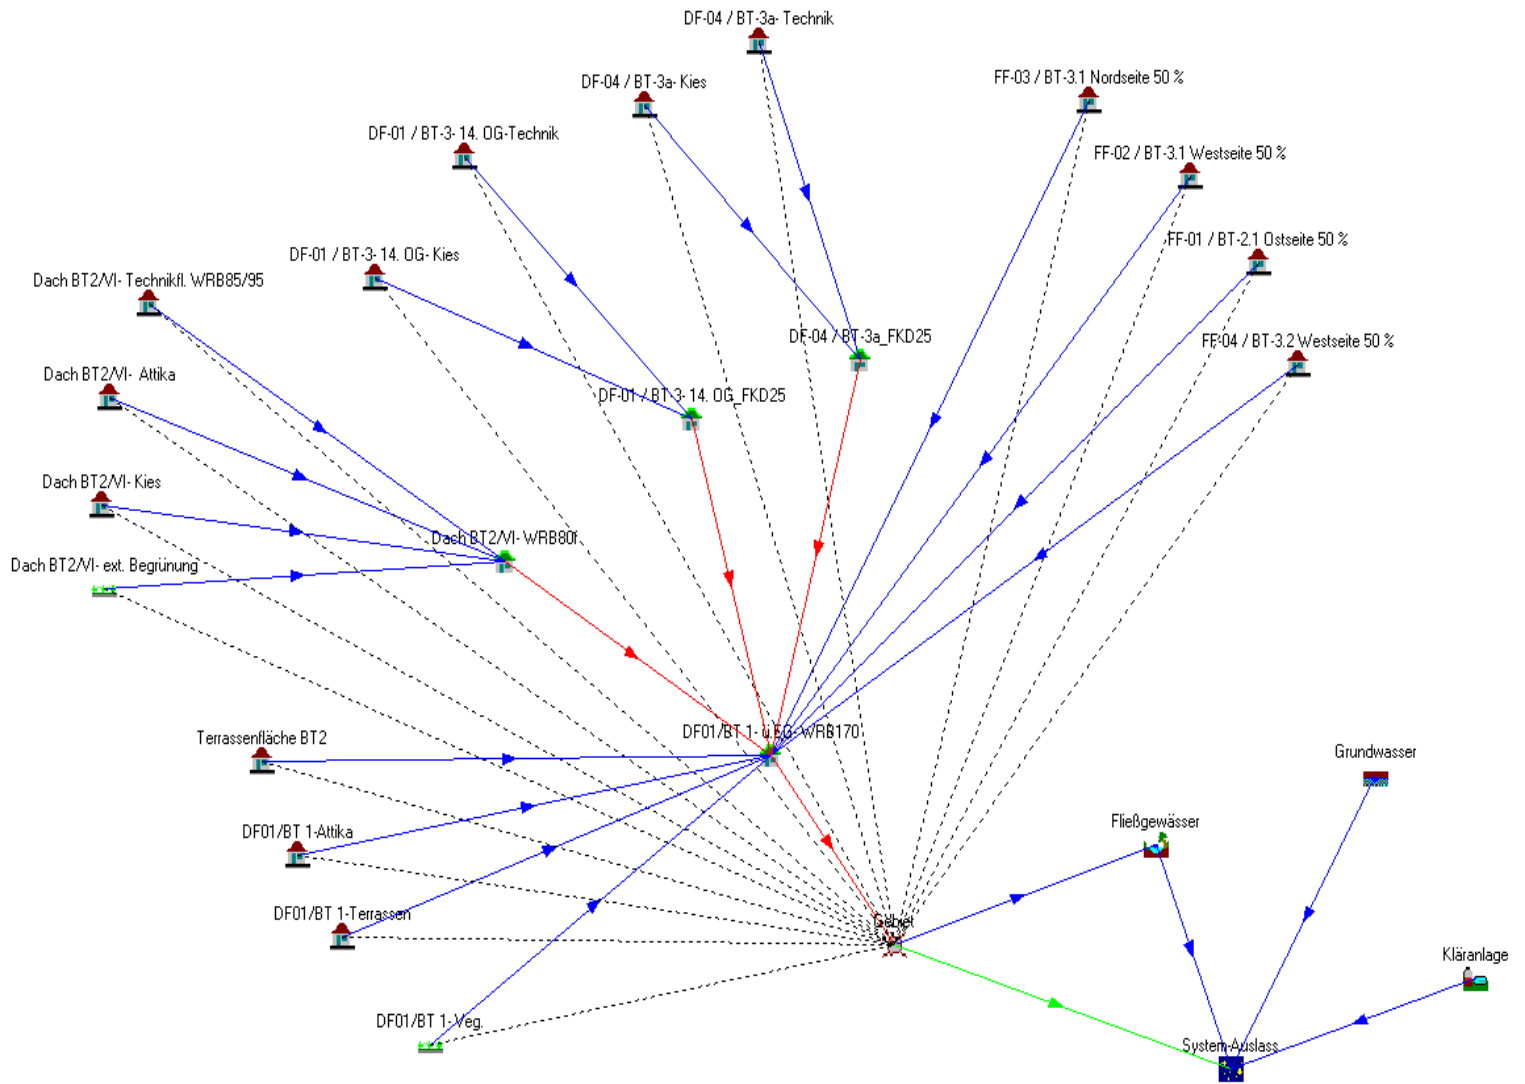 DF-04 / BT-3a- Technik
DF-04 / BT-3a- Kies
FF-03 / BT-3.1 Nordseite 50 %
DF-01 / BT-3- 14. OG-Technik
FF-02 / BT-3.1 Westseite 50 %
FF-01 / BT-2.1 Ostseite 50 %
DF-01 / BT-3- 14. OG- Kies
Dach BT2/VI- Technikfl. WRB85/95
DF-04 / BT-3a_FKD25
FF-04 / BT-3.2 Westseite 50 %
Dach BT2/VI- Attika
DF-01 / BT-3- 14. OG_FKD25
Dach BT2/VI- Kies
Dach BT2/VI- WRB80f
Dach BT2/VI- ext. Begrünung
DF01/BT 1- ü.EG- WRB170
Terrassenfläche BT2
Grundwasser
Fließgewässer
DF01/BT 1-Attika
DF01/BT 1-Terrassen
Gebiet
Kläranlage
DF01/BT 1- Veg.
System-Auslass